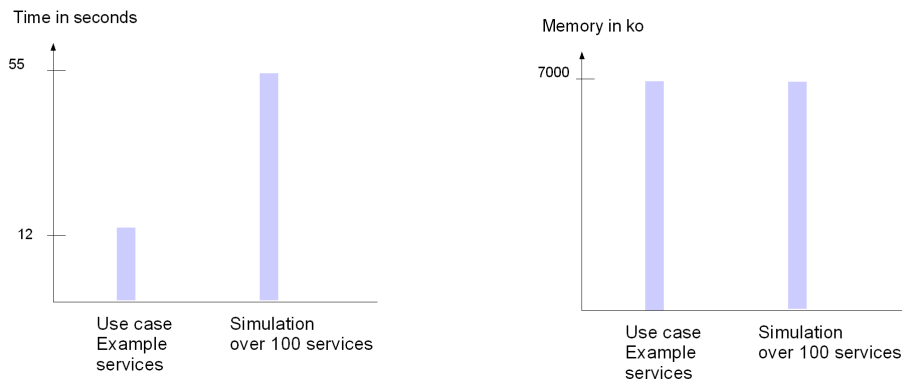 Time in seconds
55
12
Use case
Example
services
Simulation
over 100 services
Memory in ko
7000
Use case
Example
services
Simulation
over 100 services